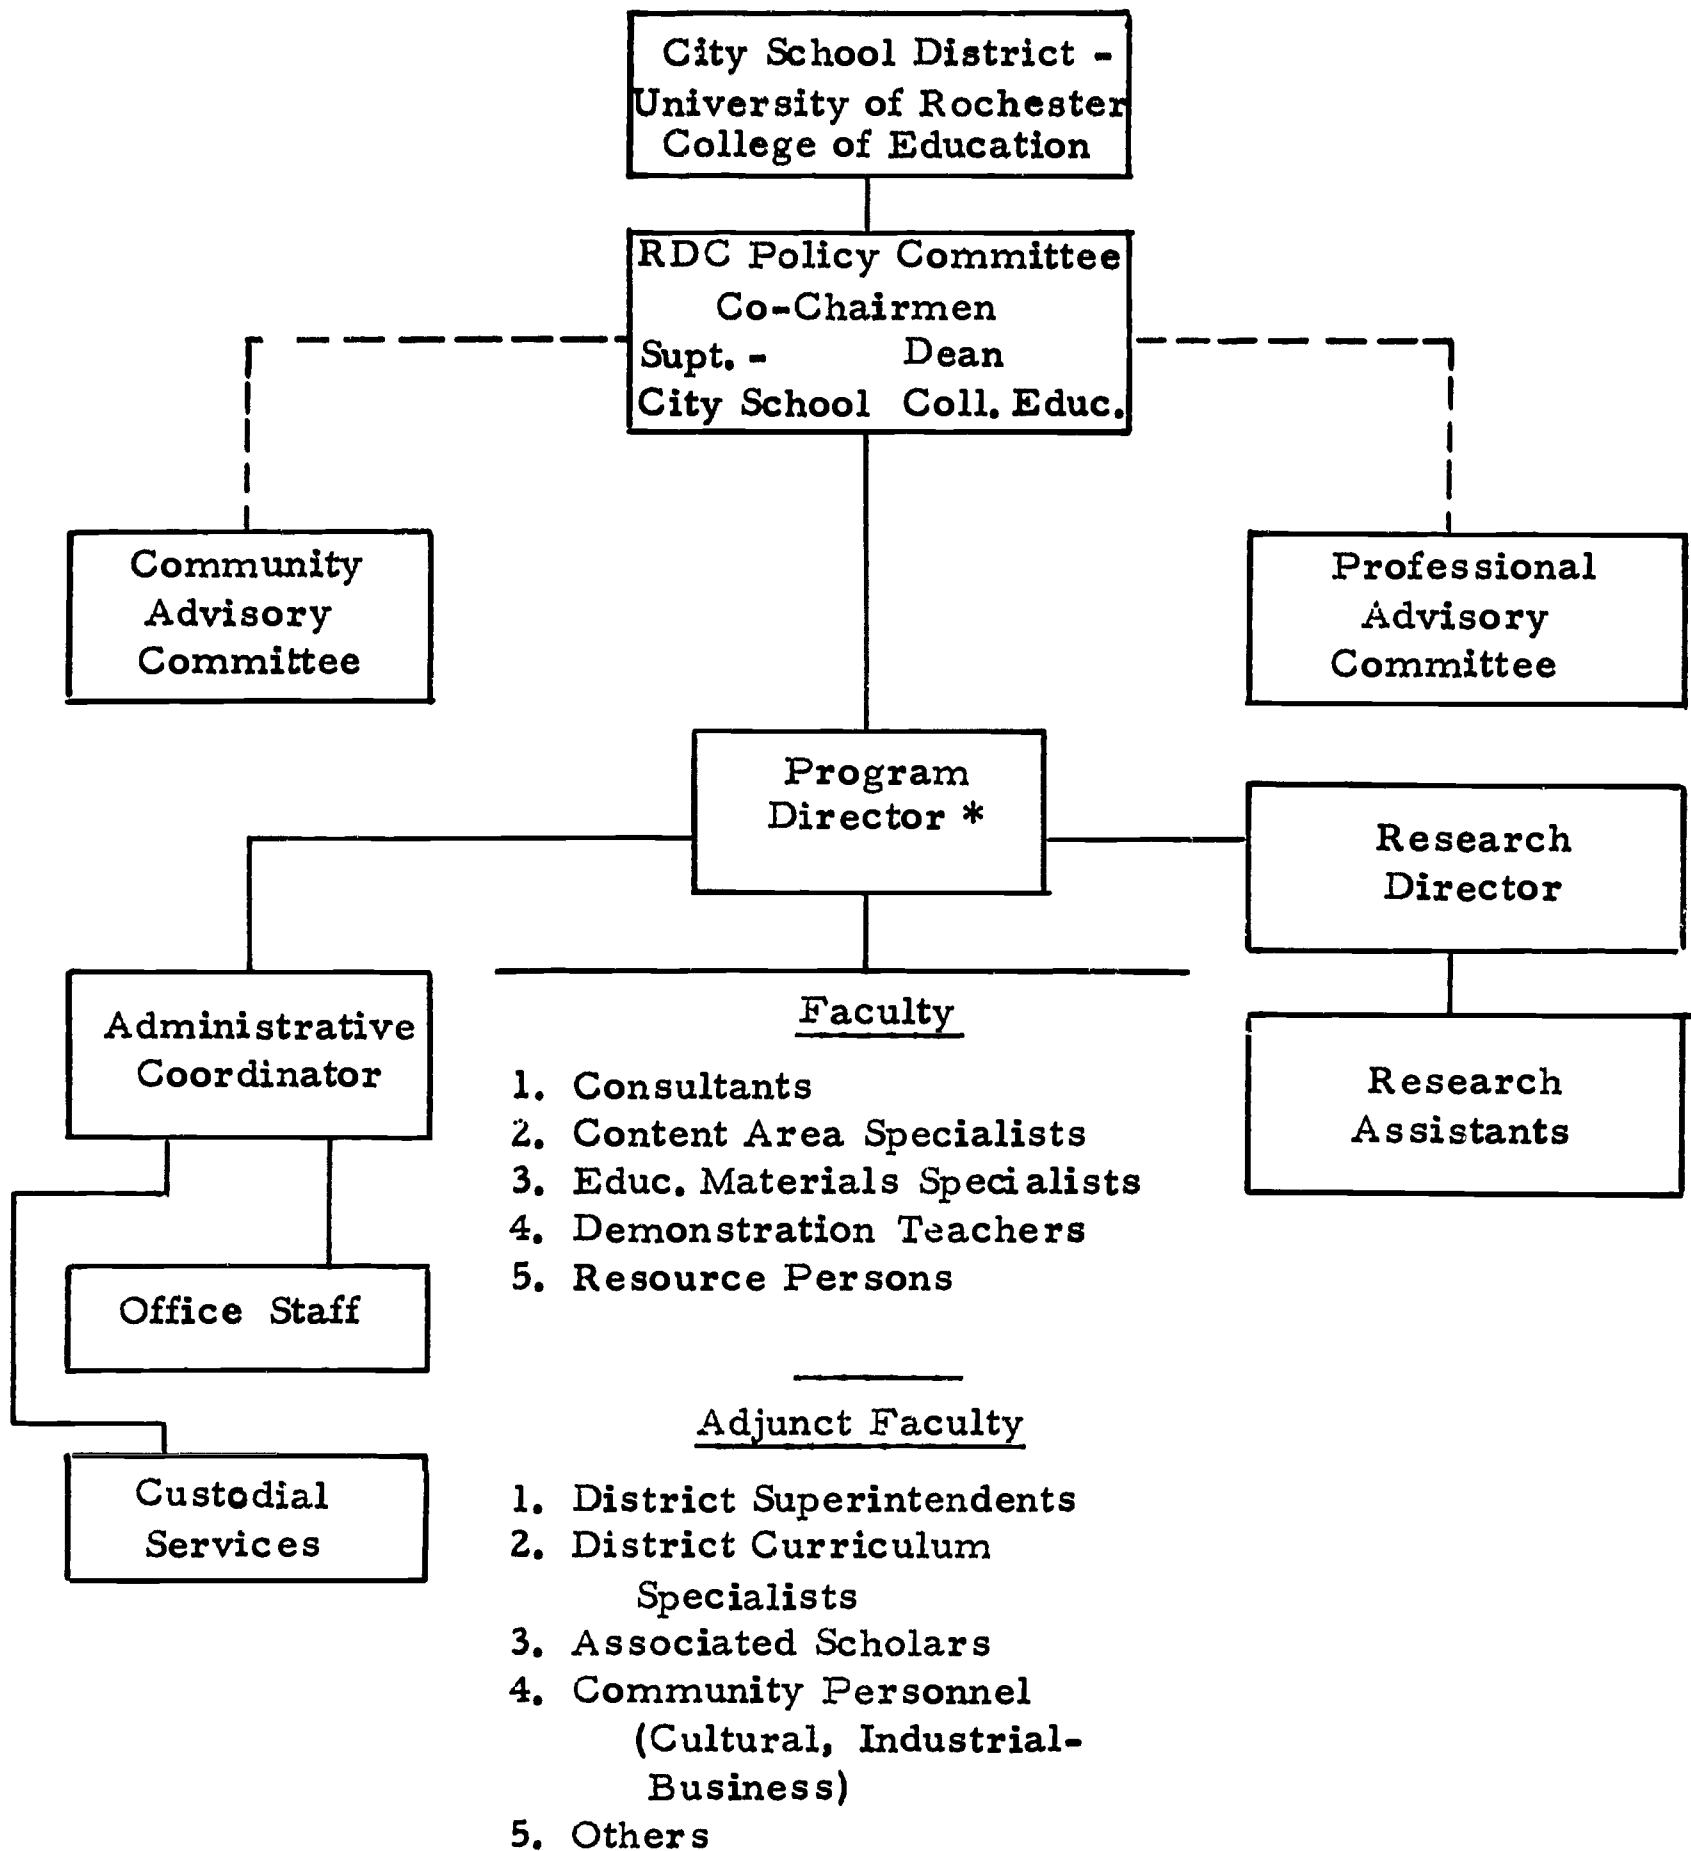 City School District -
University of Rochester
College of Education
RDC Policy Committee
Co-Chairmen
Supt. - Dean
City School Coll. Educ.
Community
Advisory
Committee
Professional
Advisory
Committee
Program
Director *
Research
Director
Administrative
Coordinator
Research
Assistants
Office Staff
Custodial
Services
Faculty
1. Consultants
2. Content Area Specialists
3. Educ. Materials Specialists
4. Demonstration Teachers
5. Resource Persons
Adjunct Faculty
1. District Superintendents
2. District Curriculum
Specialists
3. Associated Scholars
4. Community Personnel
(Cultural, Industrial-
Business)
5. Others